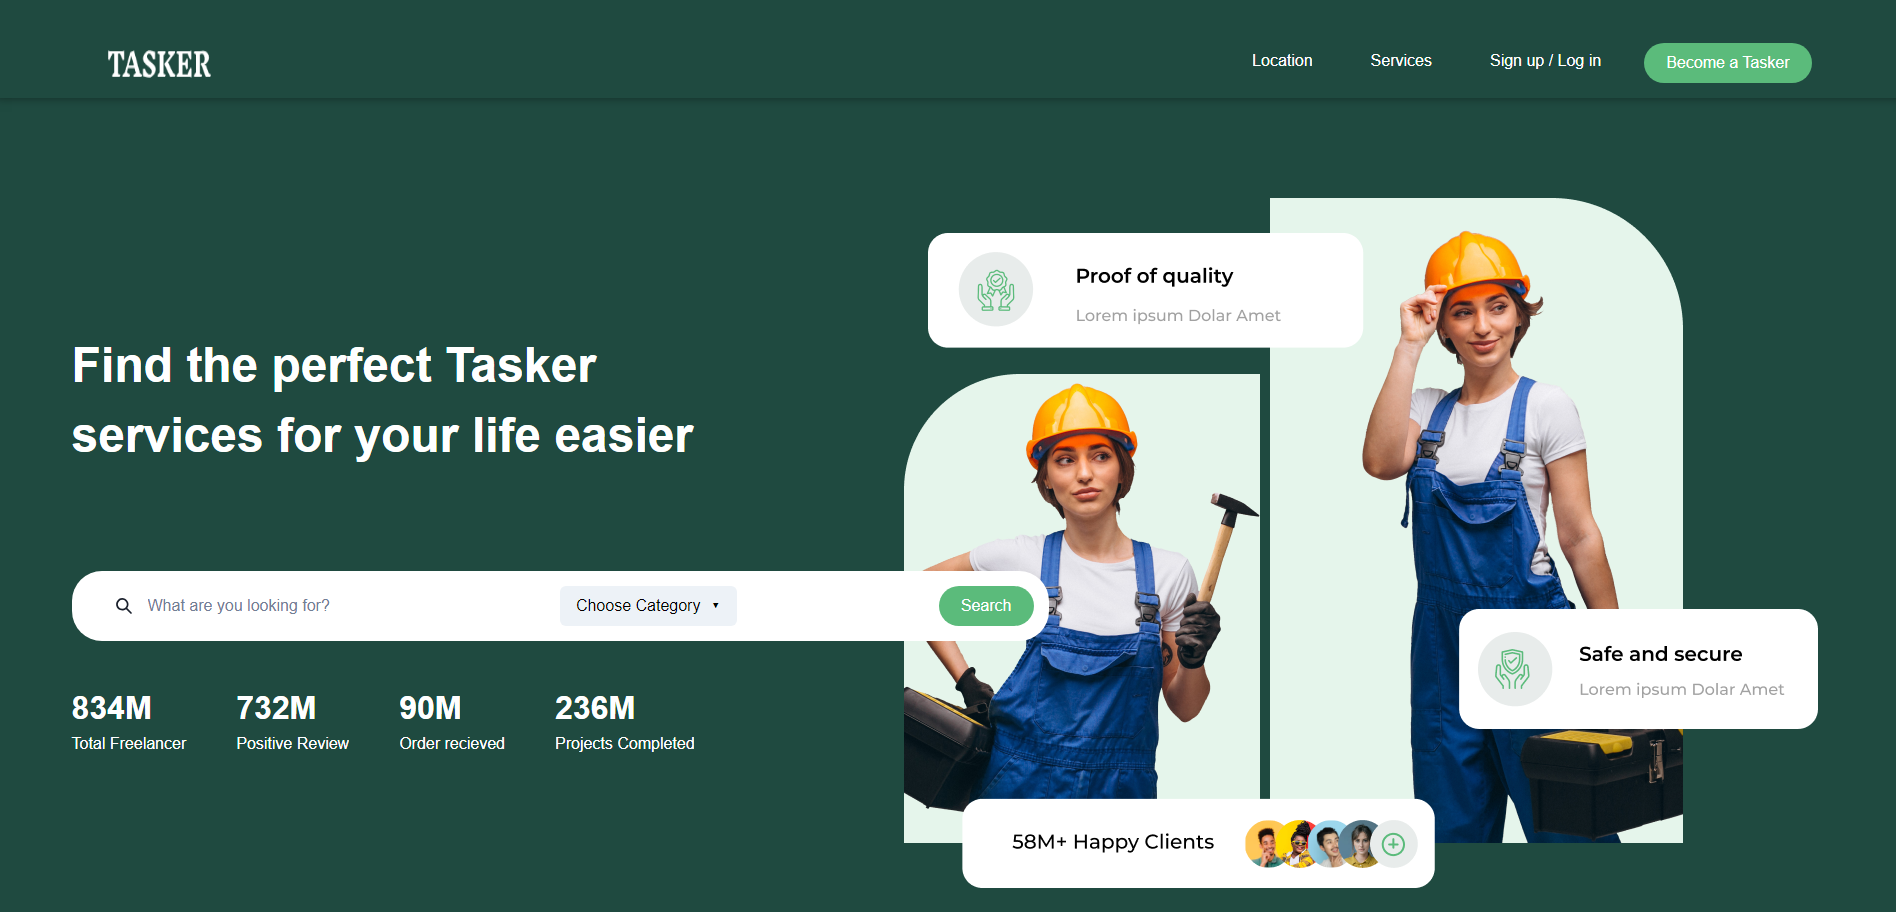 TASKER
Location
Services
Sign up / Log in
Become a Tasker
Find the perfect Tasker
services for your life easier
What are you looking for?
Choose Category
Search
834M
Total Freelancer
732M
Positive Review
90M
Order recieved
236M
Projects Completed
Proof of quality
Lorem ipsum Dolar Amet
Safe and secure
Lorem ipsum Dolar Amet
58M+ Happy Clients